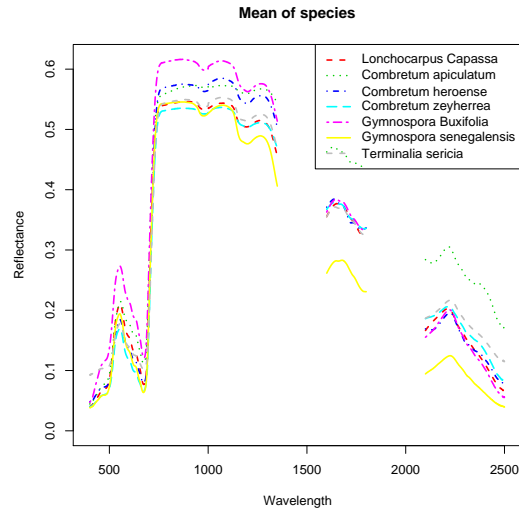 Mean of species
Lonchocarpus Capassa
Combretum apiculatum
Combretum heroense
Combretum zeyherrea
Gymnospora Buxifolia
Gymnospora senegalensis
Terminalia sericia
Reflectance
0.0
0.1
0.2
0.3
0.4
0.5
0.6
500
1000
1500
2000
2500
Wavelength